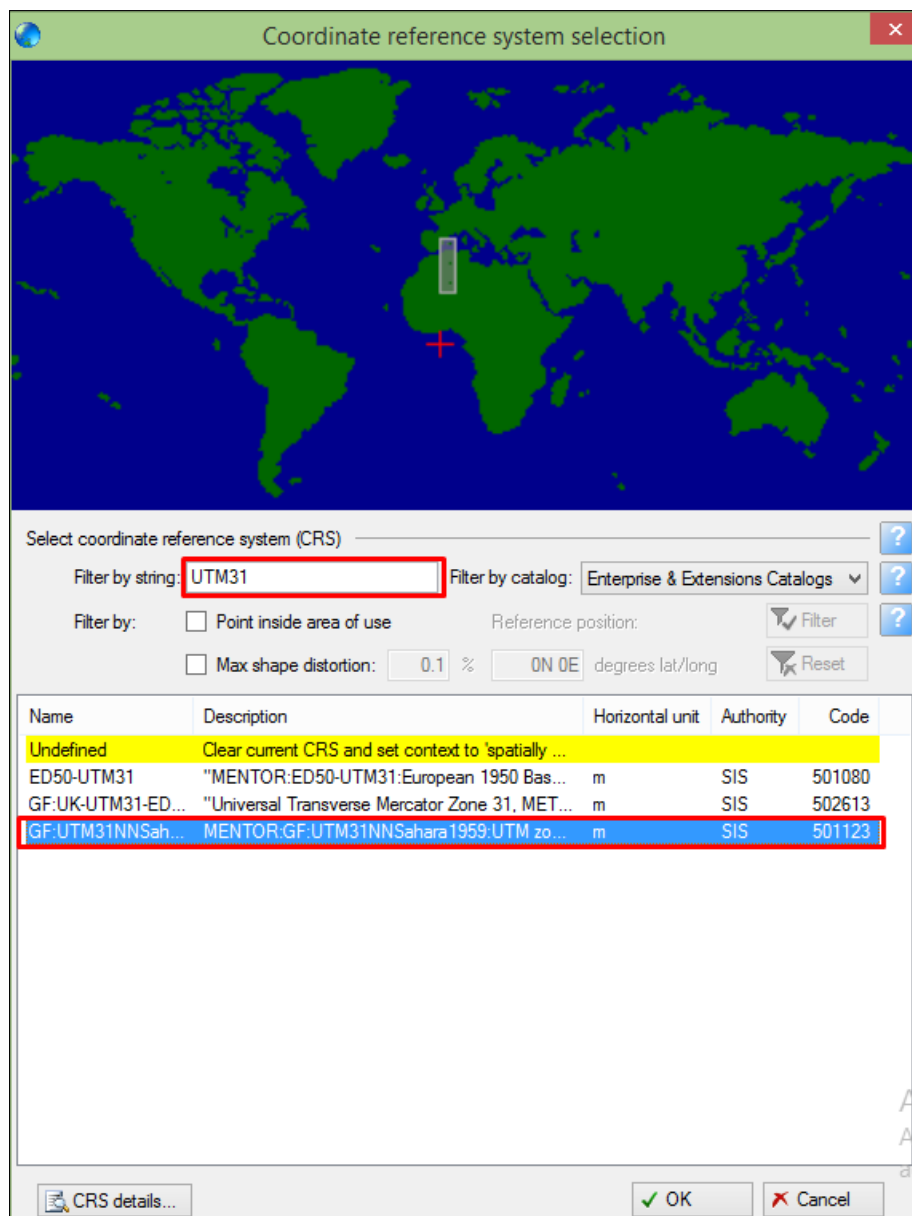 Coordinate reference system selection
Select coordinate reference system (CRS) ?
Filter by string: UTM31 Filter by catalog: Enterprise & Extensions Catalogs ?
Filter by: Point inside area of use Reference position: Filter ?
Max shape distortion: 0.1 % 0N 0E degrees lat/long Reset
Name Description Horizontal unit Authority Code
Undefined Clear current CRS and set context to 'spatially ...
ED50-UTM31 "MENTOR:ED50-UTM31:European 1950 Bas... m SIS 501080
GF:UK-UTM31-ED... "Universal Transverse Mercator Zone 31, MET... m SIS 502613
GF:UTM31NNSah... MENTOR:GF:UTM31NNSahara1959:UTM zo... m SIS 501123
A
A
a
CRS details... OK Cancel